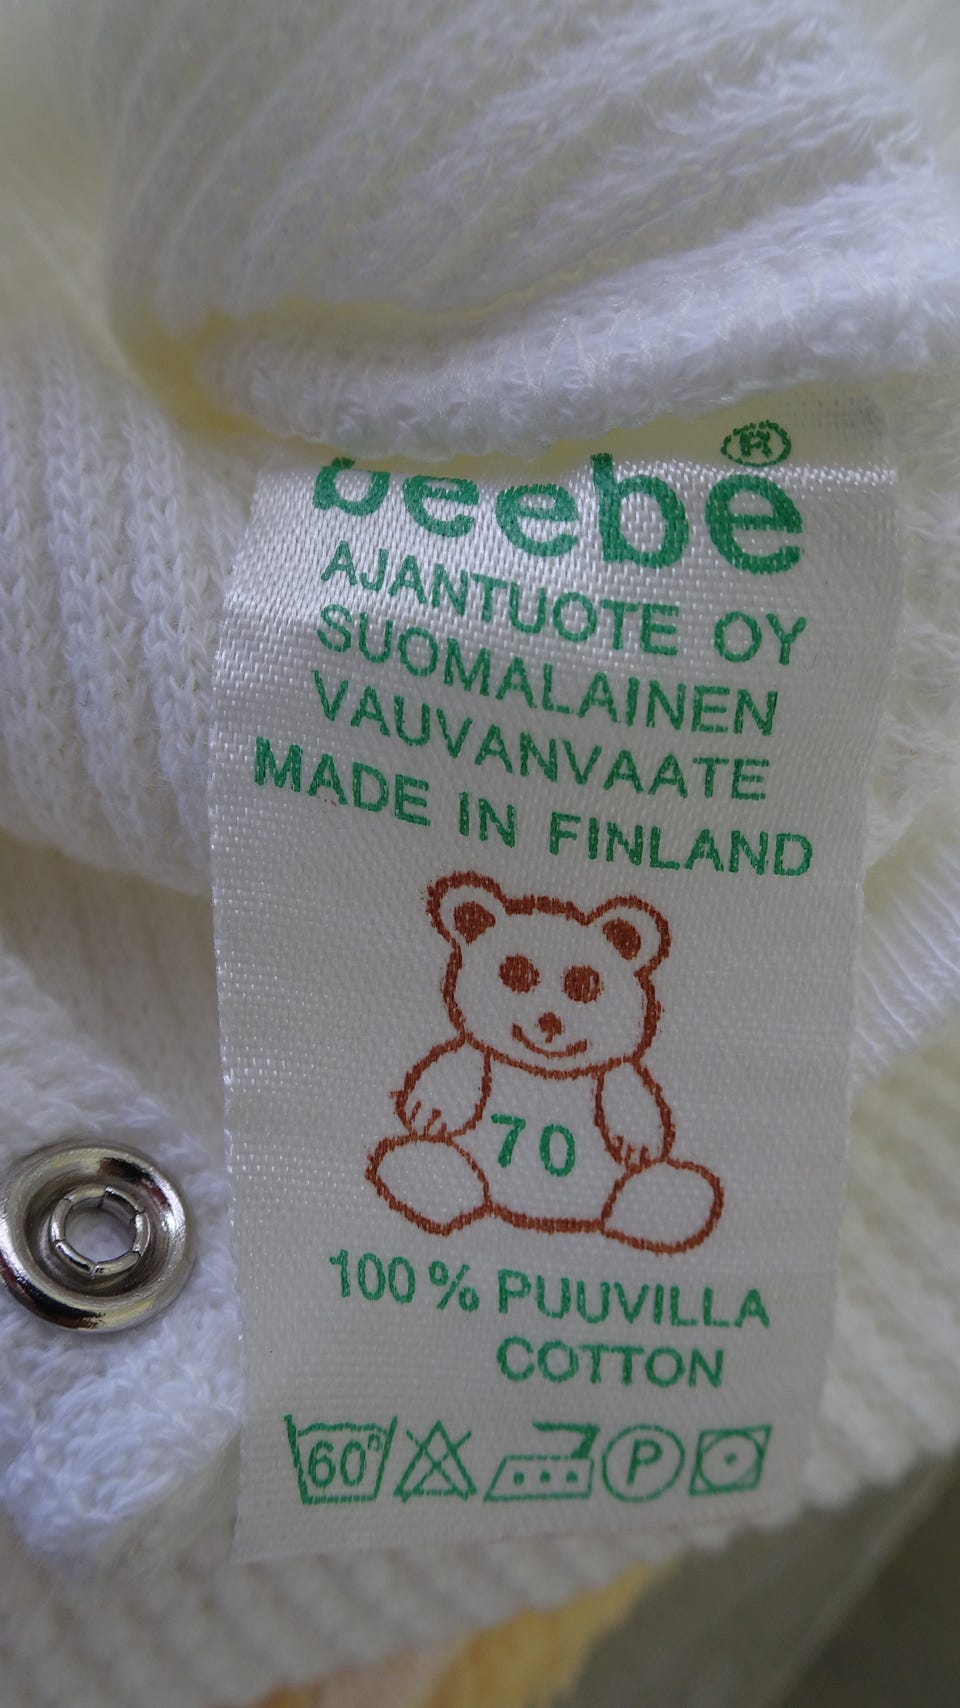 beebe®
AJANTUOTE OY
SUOMALAINEN
VAUVANVAATE
MADE IN FINLAND
70
100 % PUUVILLA
COTTON
60° P